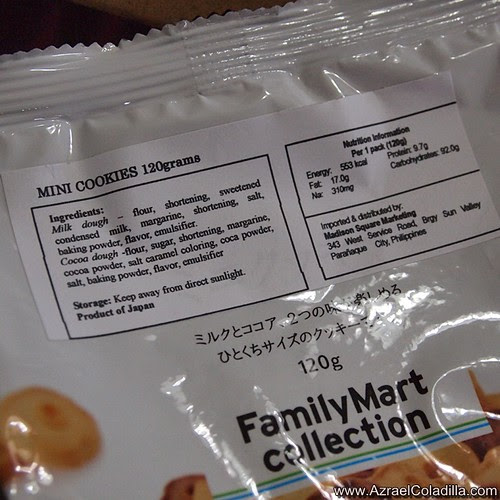 MINI COOKIES 120grams
Ingredients:
Milk dough – flour, shortening, sweetened
condensed milk, margarine, shortening, salt,
baking powder, flavor, emulsifier
Cocoa dough -flour, sugar, shortening, margarine,
cocoa powder, salt caramel coloring, coca powder,
salt, baking powder, flavor, emulsifier
Storage: Keep away from direct sunlight.
Product of Japan
Nutrition Information
Per 1 pack (120g)
Energy: 553 kcal Protein: 9.7g
Fat: 17.0g Carbohydrates: 92.0g
Na: 310mg
Imported & distributed by:
Madison Square Marketing
343 West Service Road, Brgy Sun Valley
Parañaque City, Philippines
ミルクとココア、2つの味
ひとくちサイズのクッキー
120g
FamilyMart
collection
www.AzraelColadilla.com